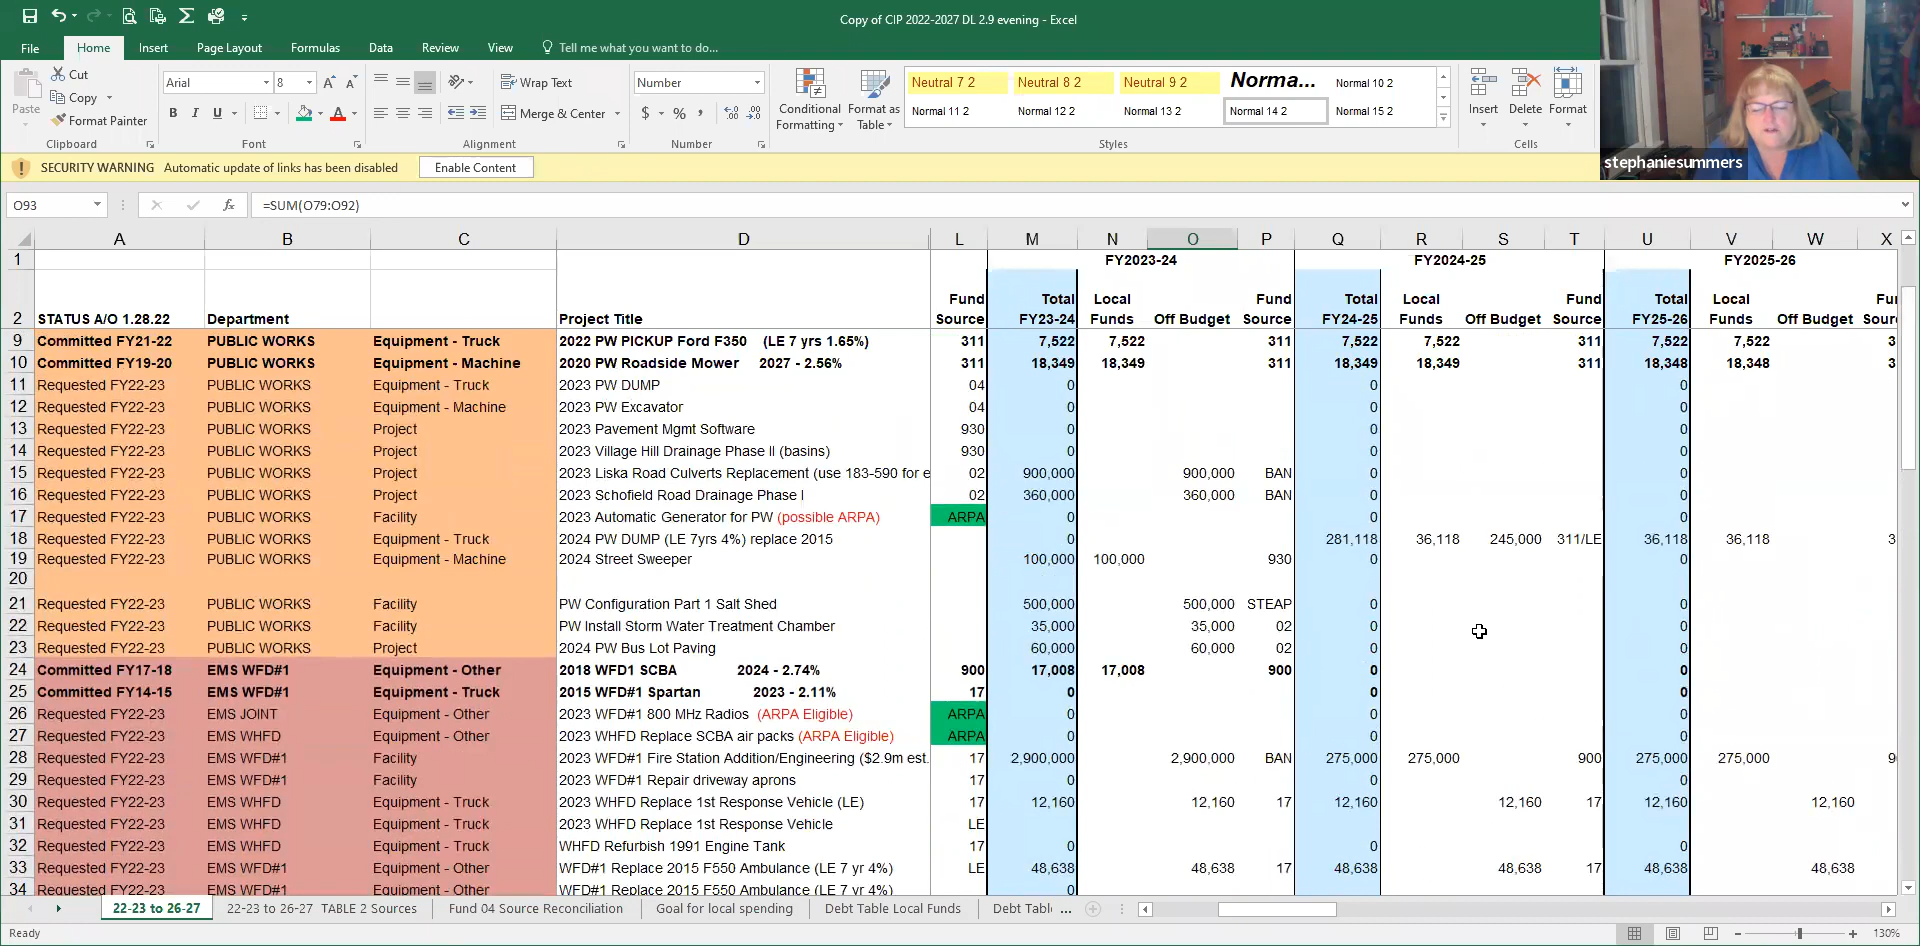 Copy of CIP 2022-2027 DL 2.9 evening - Excel
File Home Insert Page Layout Formulas Data Review View Tell me what you want to do...
Paste Cut Copy Format Painter Clipboard
Arial 8 B I U A A A Font
Wrap Text Merge & Center Alignment
Number $ % , .0 .00 Number
Conditional Formatting Format as Table
Neutral 7 2 Neutral 8 2 Neutral 9 2 Norma... Normal 10 2
Normal 11 2 Normal 12 2 Normal 13 2 Normal 14 2 Normal 15 2
Styles
Insert Delete Format Cells
stephaniesummers
SECURITY WARNING Automatic update of links has been disabled Enable Content
O93 fx =SUM(O79:O92)
A B C D L M N O P Q R S T U V W X
1 FY2023-24 FY2024-25 FY2025-26
Fund Total Local Fund Total Local Fund Total Local Fu
2 STATUS A/O 1.28.22 Department Project Title Source FY23-24 Funds Off Budget Source FY24-25 Funds Off Budget Source FY25-26 Funds Off Budget Sour
9 Committed FY21-22 PUBLIC WORKS Equipment - Truck 2022 PW PICKUP Ford F350 (LE 7 yrs 1.65%) 311 7,522 7,522 311 7,522 7,522 311 7,522 7,522 3
10 Committed FY19-20 PUBLIC WORKS Equipment - Machine 2020 PW Roadside Mower 2027 - 2.56% 311 18,349 18,349 311 18,349 18,349 311 18,348 18,348 3
11 Requested FY22-23 PUBLIC WORKS Equipment - Truck 2023 PW DUMP 04 0 0 0
12 Requested FY22-23 PUBLIC WORKS Equipment - Machine 2023 PW Excavator 04 0 0 0
13 Requested FY22-23 PUBLIC WORKS Project 2023 Pavement Mgmt Software 930 0 0 0
14 Requested FY22-23 PUBLIC WORKS Project 2023 Village Hill Drainage Phase II (basins) 930 0 0 0
15 Requested FY22-23 PUBLIC WORKS Project 2023 Liska Road Culverts Replacement (use 183-590 for e 02 900,000 900,000 BAN 0 0
16 Requested FY22-23 PUBLIC WORKS Project 2023 Schofield Road Drainage Phase I 02 360,000 360,000 BAN 0 0
17 Requested FY22-23 PUBLIC WORKS Facility 2023 Automatic Generator for PW (possible ARPA) ARPA 0 0 0
18 Requested FY22-23 PUBLIC WORKS Equipment - Truck 2024 PW DUMP (LE 7yrs 4%) replace 2015 0 281,118 36,118 245,000 311/LE 36,118 36,118 3
19 Requested FY22-23 PUBLIC WORKS Equipment - Machine 2024 Street Sweeper 100,000 100,000 930 0 0
20
21 Requested FY22-23 PUBLIC WORKS Facility PW Configuration Part 1 Salt Shed 500,000 500,000 STEAP 0 0
22 Requested FY22-23 PUBLIC WORKS Facility PW Install Storm Water Treatment Chamber 35,000 35,000 02 0 0
23 Requested FY22-23 PUBLIC WORKS Project 2024 PW Bus Lot Paving 60,000 60,000 02 0 0
24 Committed FY17-18 EMS WFD#1 Equipment - Other 2018 WFD1 SCBA 2024 - 2.74% 900 17,008 17,008 900 0 0
25 Committed FY14-15 EMS WFD#1 Equipment - Truck 2015 WFD#1 Spartan 2023 - 2.11% 17 0 0 0
26 Requested FY22-23 EMS JOINT Equipment - Other 2023 WFD#1 800 MHz Radios (ARPA Eligible) ARPA 0 0 0
27 Requested FY22-23 EMS WHFD Equipment - Other 2023 WHFD Replace SCBA air packs (ARPA Eligible) ARPA 0 0 0
28 Requested FY22-23 EMS WFD#1 Facility 2023 WFD#1 Fire Station Addition/Engineering ($2.9m est. 17 2,900,000 2,900,000 BAN 275,000 275,000 900 275,000 275,000 9
29 Requested FY22-23 EMS WFD#1 Facility 2023 WFD#1 Repair driveway aprons 17 0 0 0
30 Requested FY22-23 EMS WHFD Equipment - Truck 2023 WHFD Replace 1st Response Vehicle (LE) 17 12,160 12,160 17 12,160 12,160 17 12,160 12,160
31 Requested FY22-23 EMS WHFD Equipment - Truck 2023 WHFD Replace 1st Response Vehicle LE
32 Requested FY22-23 EMS WHFD Equipment - Truck WHFD Refurbish 1991 Engine Tank 17 0 0 0
33 Requested FY22-23 EMS WFD#1 Equipment - Other WFD#1 Replace 2015 F550 Ambulance (LE 7 yr 4%) LE 48,638 48,638 17 48,638 48,638 17 48,638 48,638
34 Requested FY22-23 EMS WFD#1 Equipment - Other WFD#1 Replace 2015 F550 Ambulance (LE 7 yr 4%) 0
22-23 to 26-27 22-23 to 26-27 TABLE 2 Sources Fund 04 Source Reconciliation Goal for local spending Debt Table Local Funds Debt Tabl ...
Ready 130%